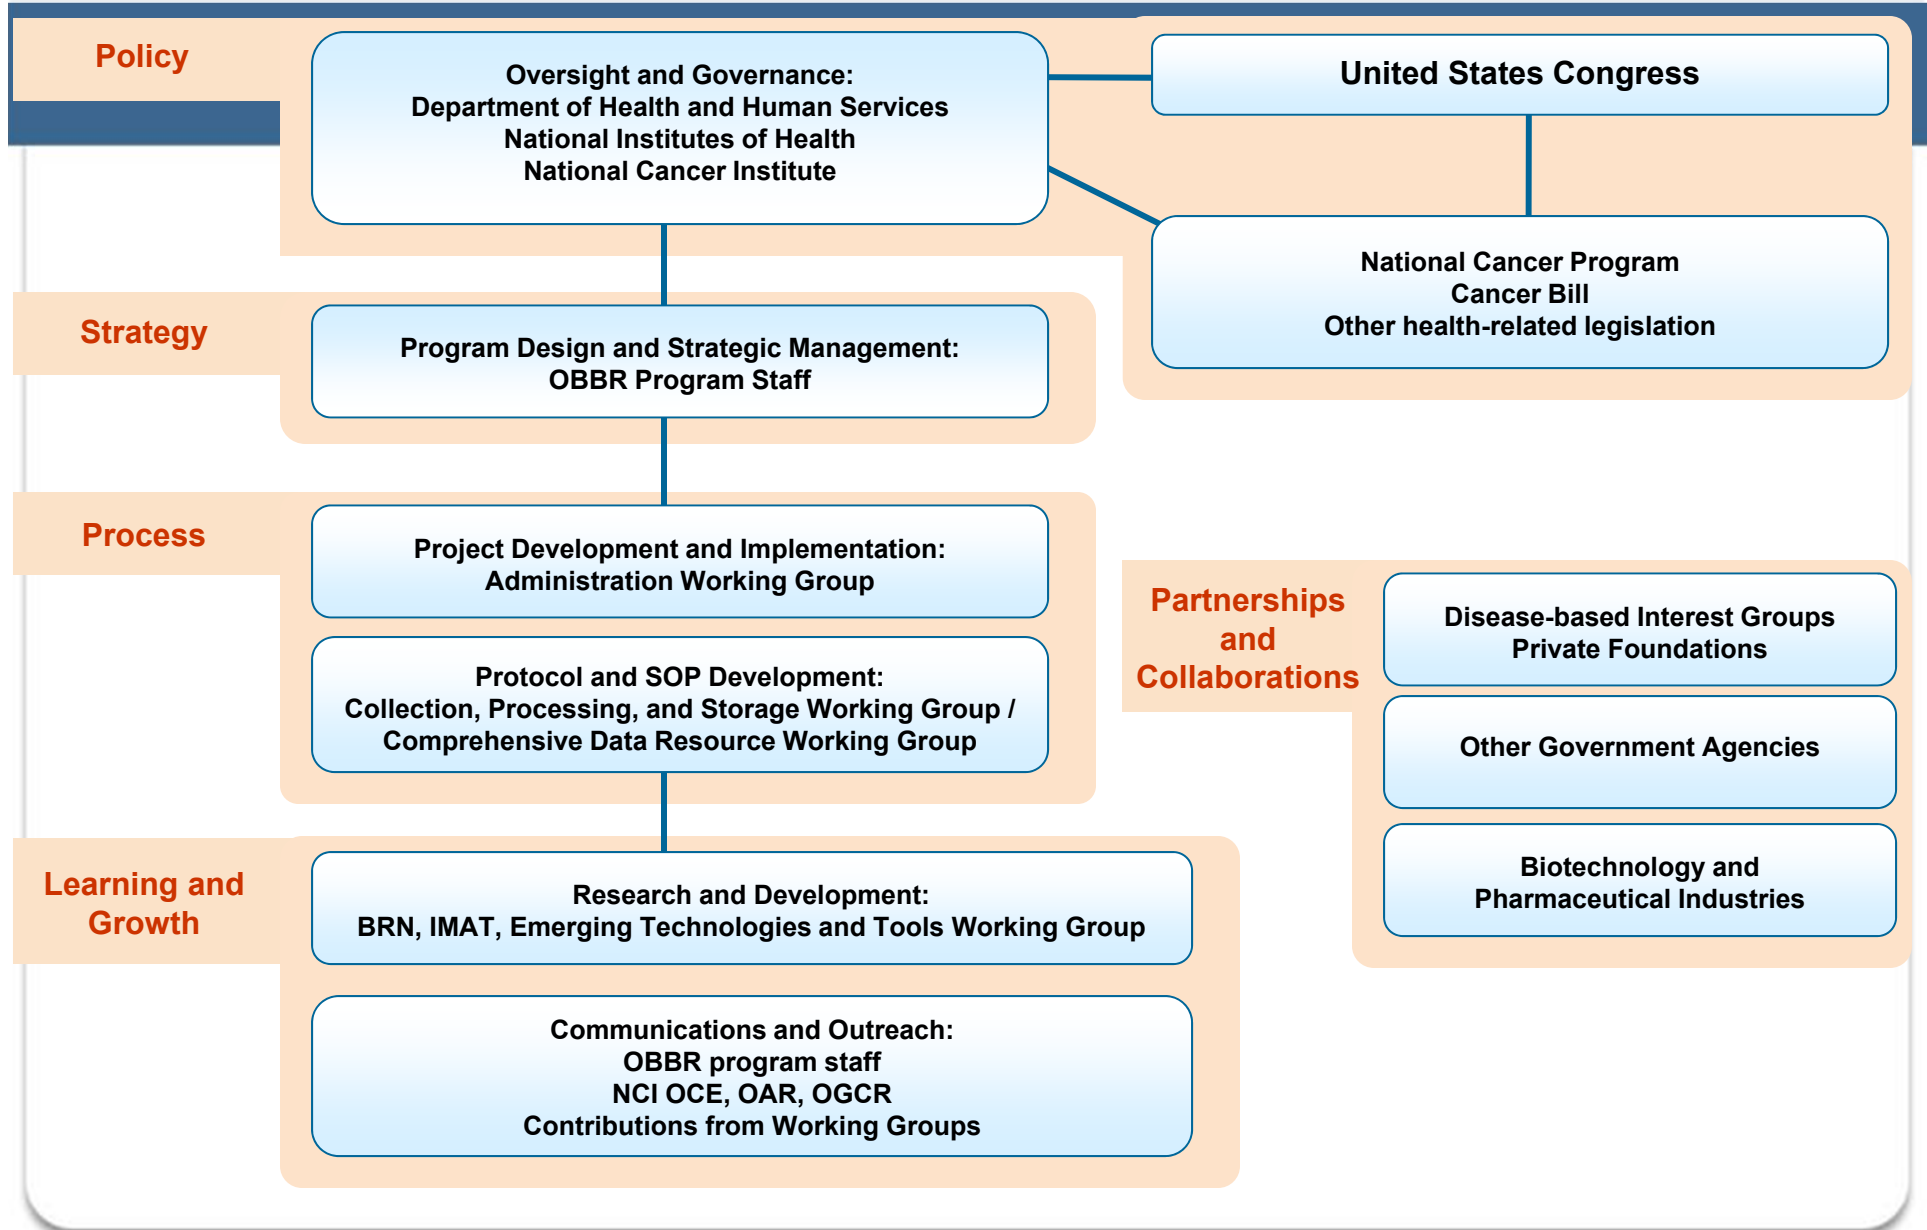 Policy
Oversight and Governance:
Department of Health and Human Services
National Institutes of Health
National Cancer Institute
United States Congress
National Cancer Program
Cancer Bill
Other health-related legislation
Strategy
Program Design and Strategic Management:
OBBR Program Staff
Process
Project Development and Implementation:
Administration Working Group
Protocol and SOP Development:
Collection, Processing, and Storage Working Group /
Comprehensive Data Resource Working Group
Partnerships
and
Collaborations
Disease-based Interest Groups
Private Foundations
Other Government Agencies
Biotechnology and
Pharmaceutical Industries
Learning and
Growth
Research and Development:
BRN, IMAT, Emerging Technologies and Tools Working Group
Communications and Outreach:
OBBR program staff
NCI OCE, OAR, OGCR
Contributions from Working Groups